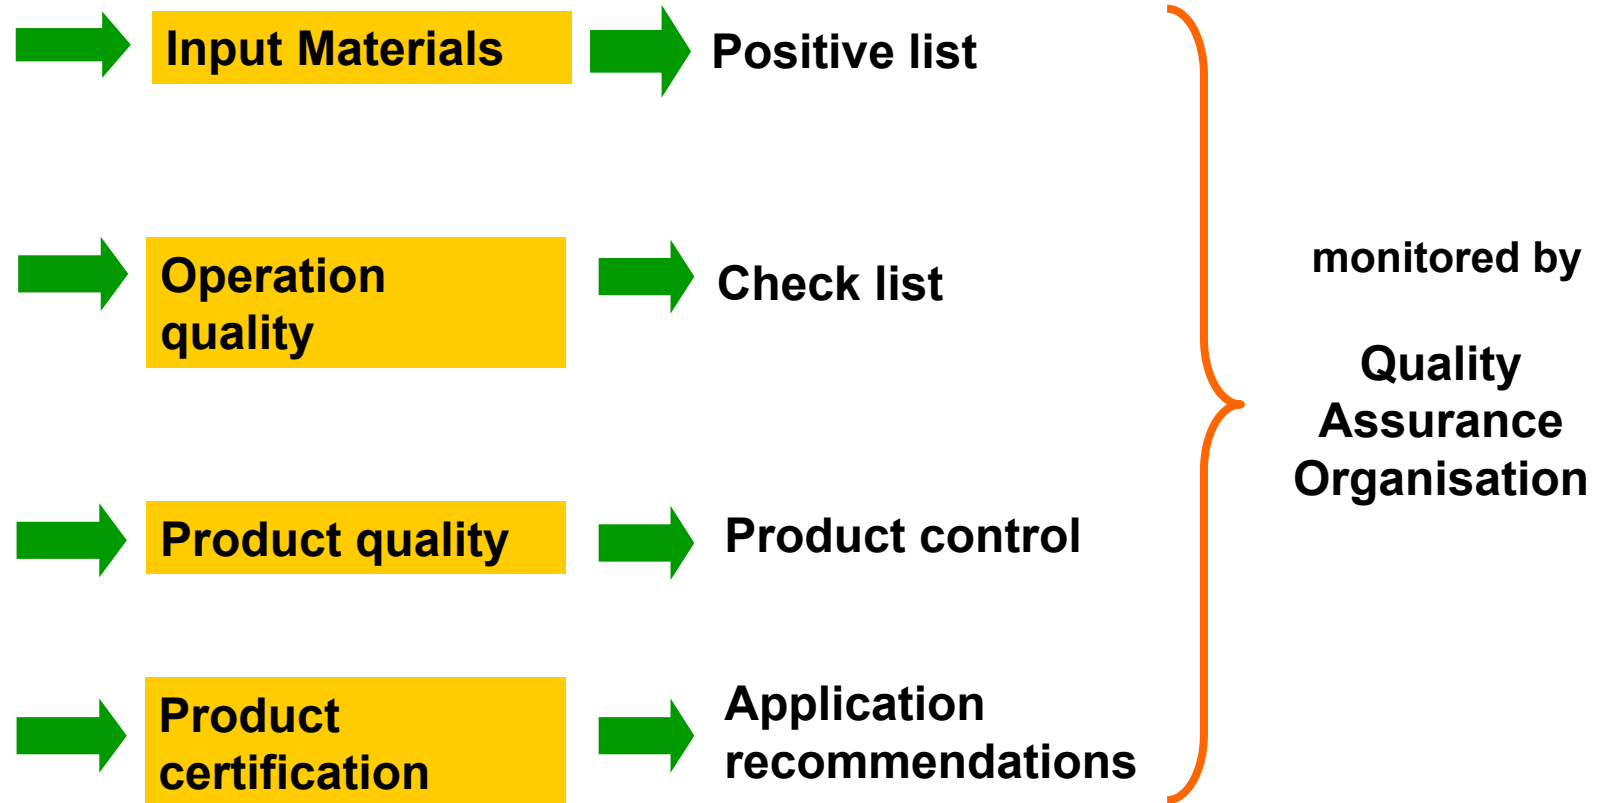 Input Materials
Positive list
Operation
quality
Check list
Product quality
Product control
Product
certification
Application
recommendations
monitored by
Quality
Assurance
Organisation